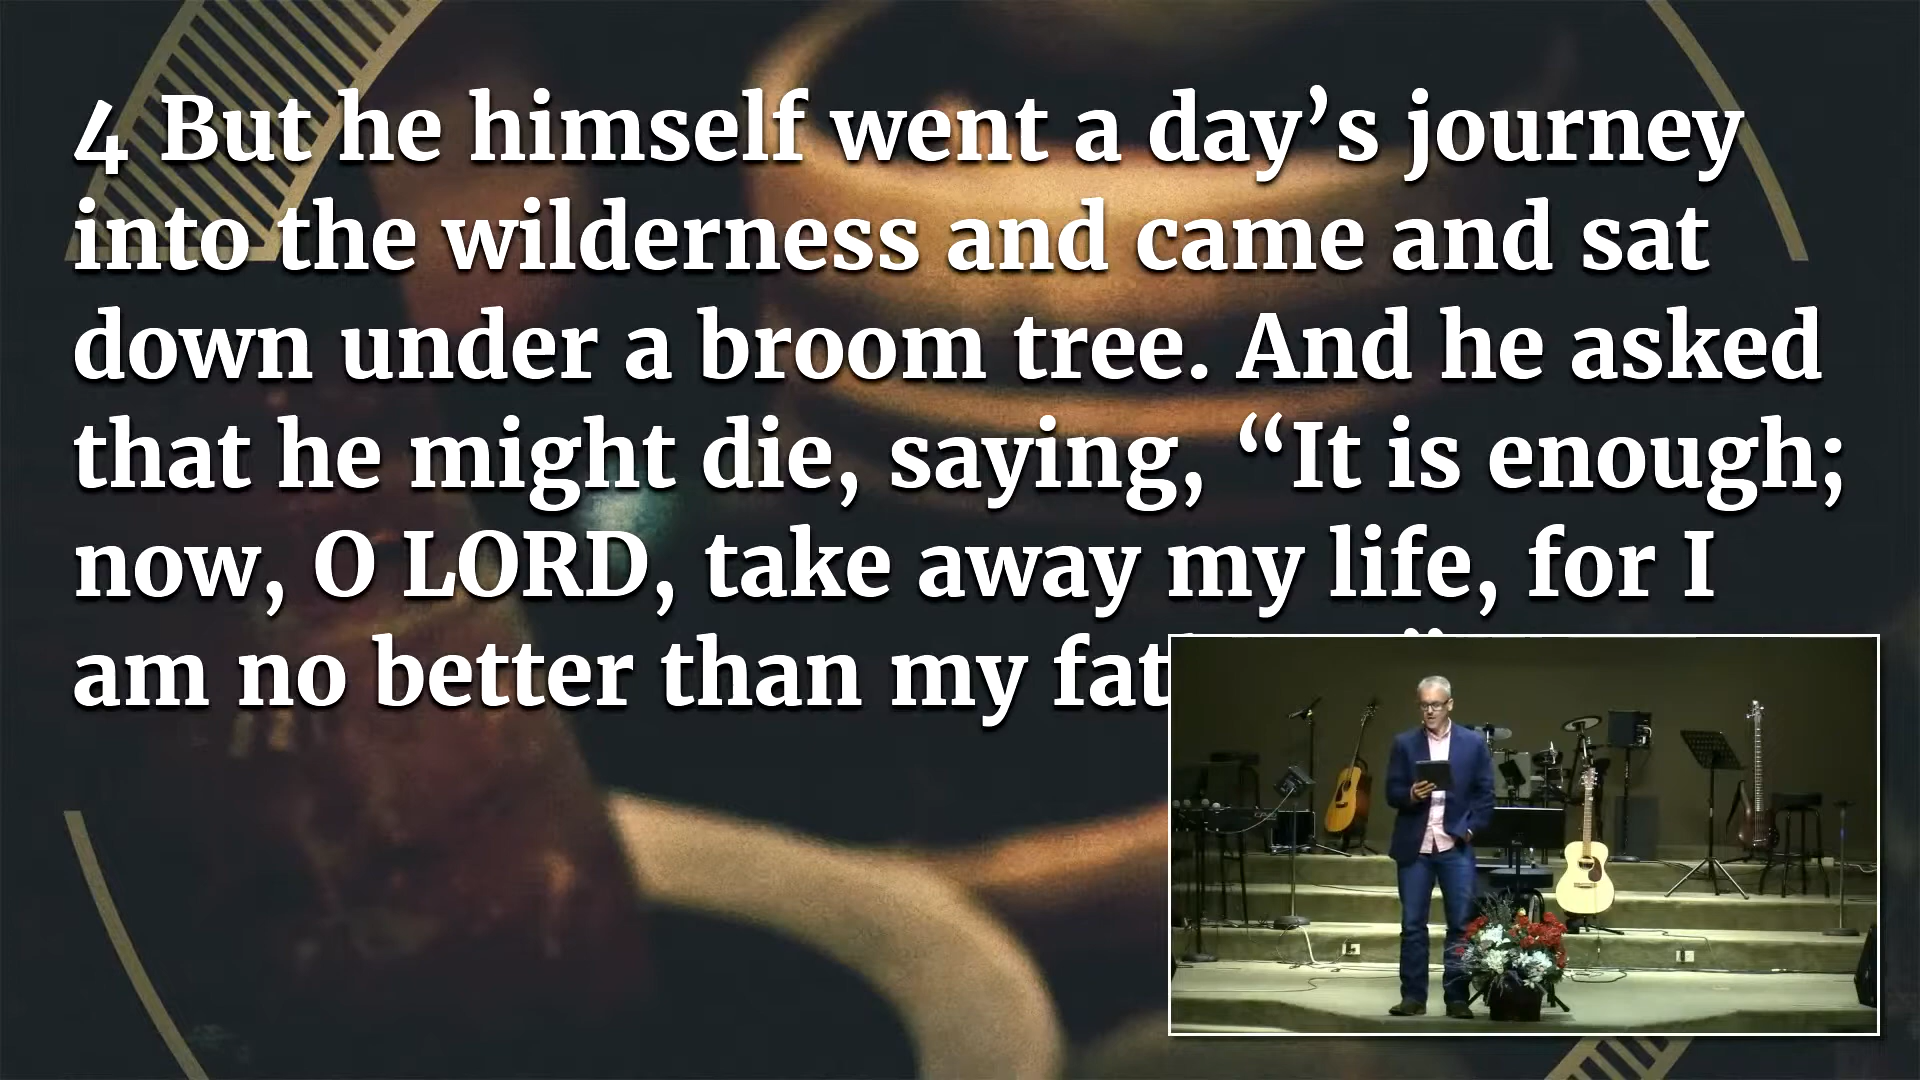 4 But he himself went a day’s journey
into the wilderness and came and sat
down under a broom tree. And he asked
that he might die, saying, “It is enough;
now, O LORD, take away my life, for I
am no better than my fat